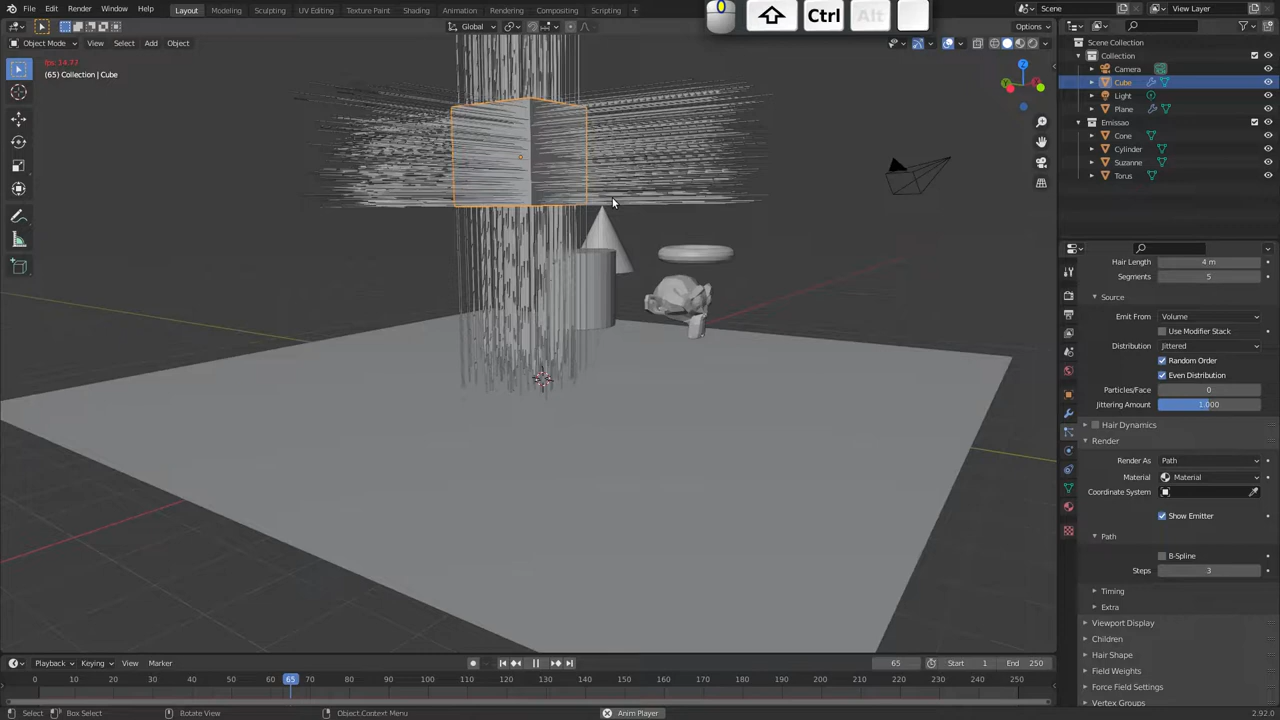 File Edit Render Window Help
Layout Modeling Sculpting UV Editing Texture Paint Shading Animation Rendering Compositing Scripting +
Ctrl Alt
Scene
View Layer
Object Mode View Select Add Object
Global
Options
fps: 14.73
(65) Collection | Cube
Z
Scene Collection
Collection
Camera
Cube
Light
Plane
Emissao
Cone
Cylinder
Suzanne
Torus
Hair Length 4 m
Segments 5
Source
Emit From Volume
Use Modifier Stack
Distribution Jittered
Random Order
Even Distribution
Particles/Face 0
Jittering Amount 1.000
Hair Dynamics
Render
Render As Path
Material Material
Coordinate System
Show Emitter
Path
B-Spline
Steps 3
Timing
Extra
Viewport Display
Children
Hair Shape
Field Weights
Force Field Settings
Vertex Groups
Playback Keying View Marker
65 Start 1 End 250
0 10 20 30 40 50 60 65 70 80 90 100 110 120 130 140 150 160 170 180 190 200 210 220 230 240 250
Select Box Select Rotate View Object Context Menu Anim Player 2.92.0